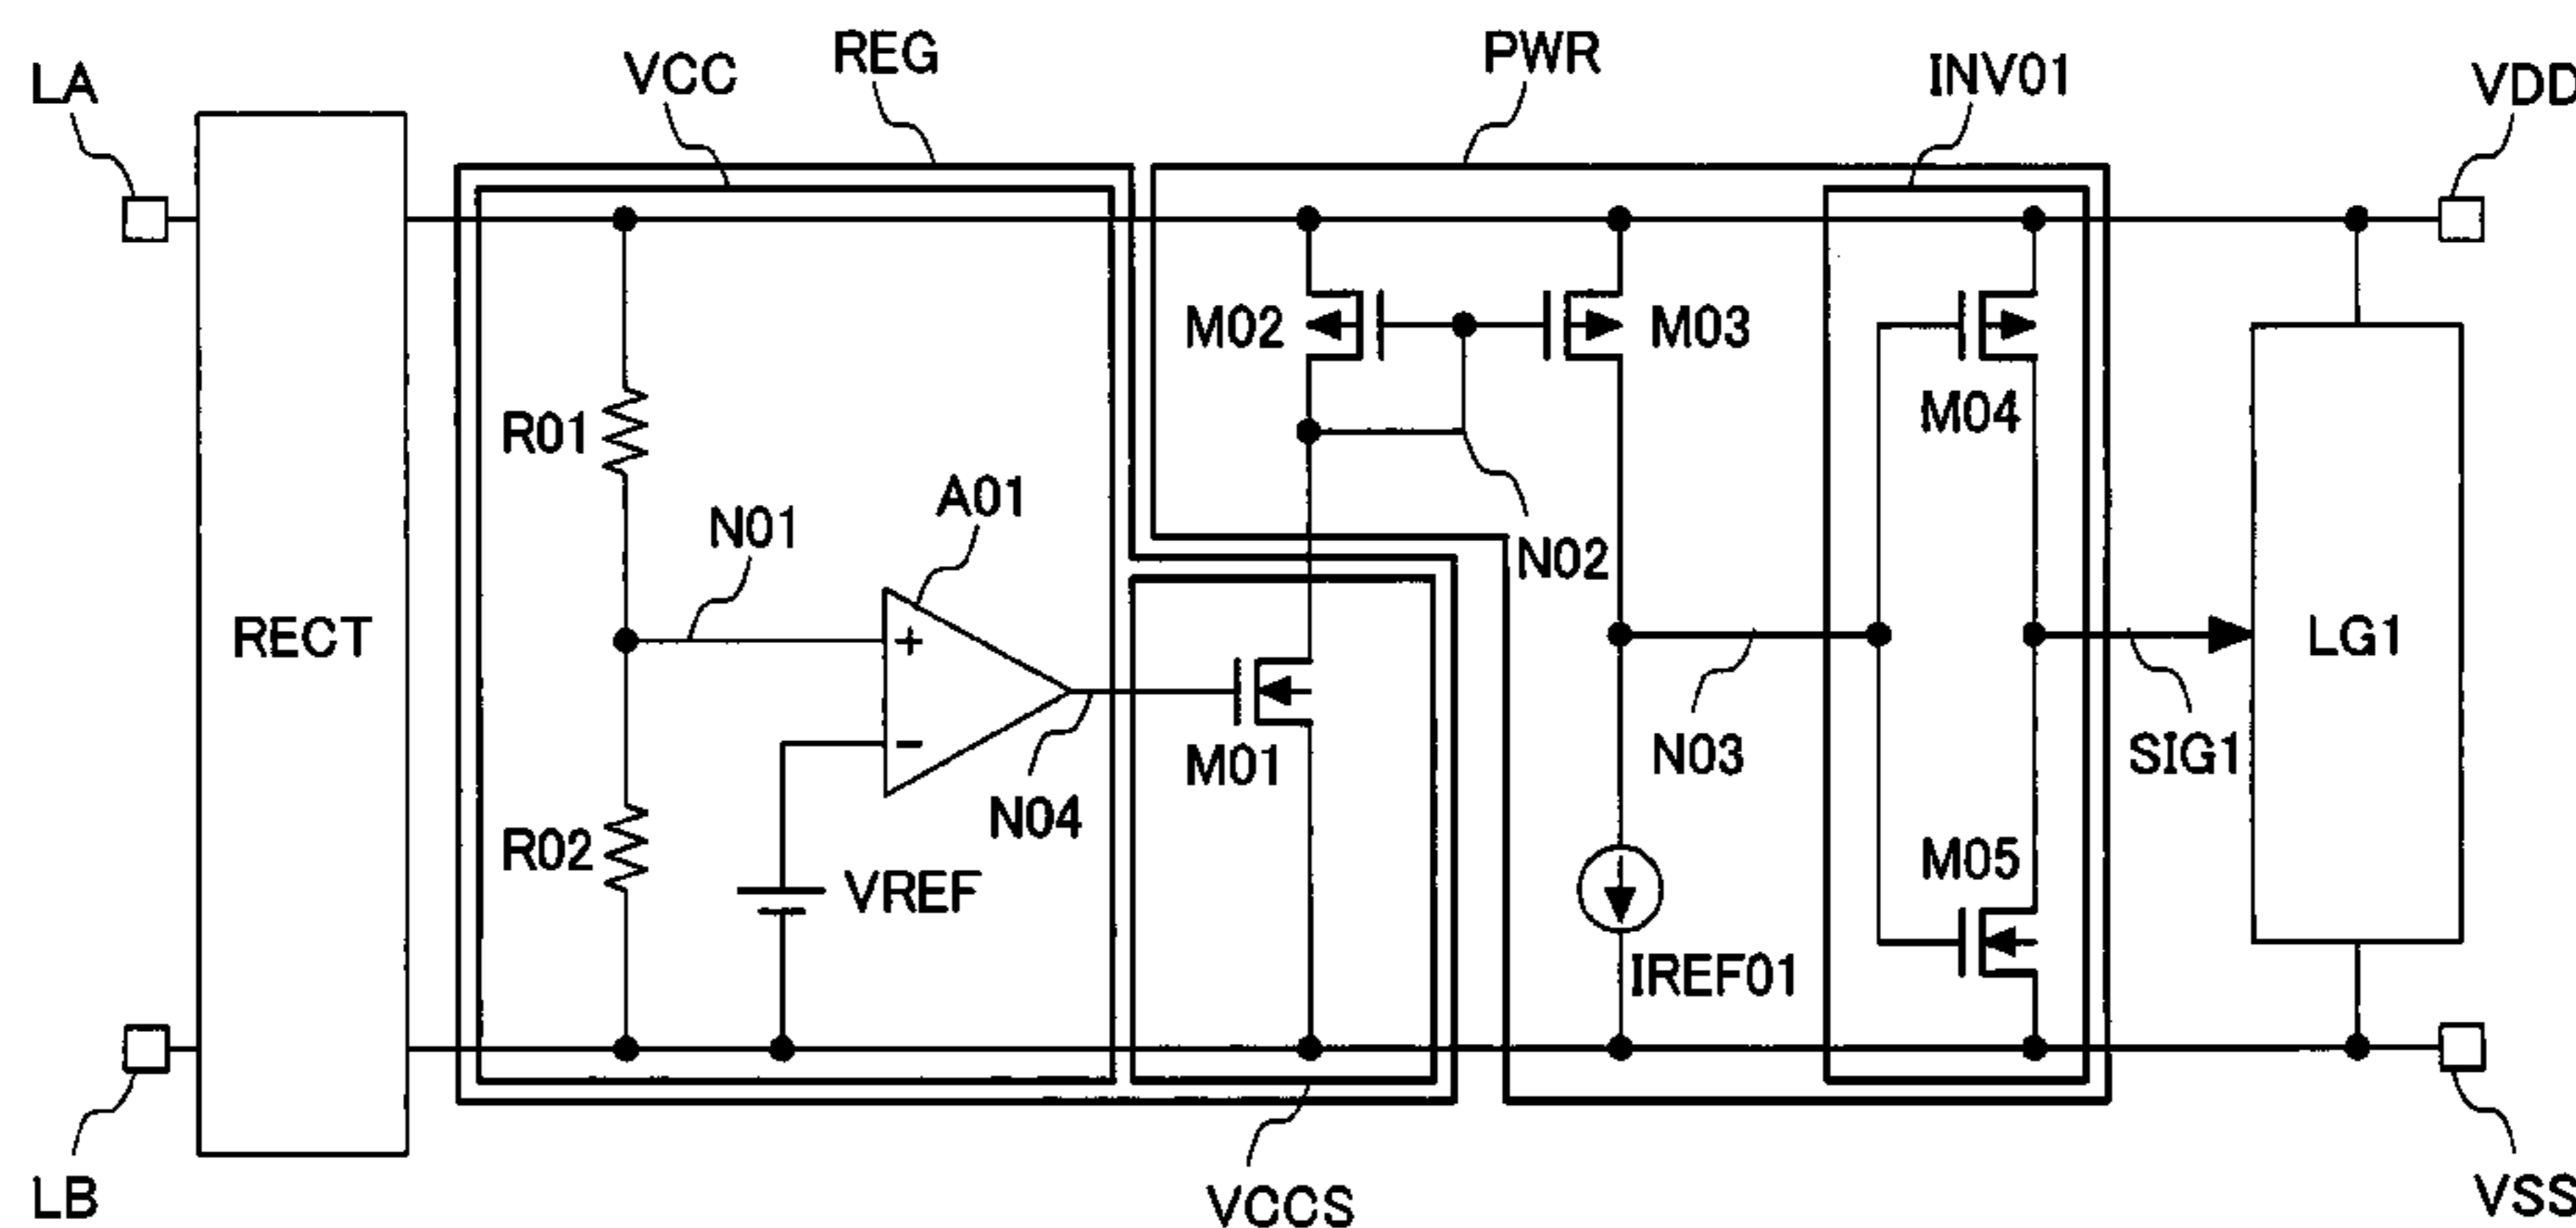 REG
PWR
VCC
INV01
LA
VDD
M02
M03
M04
R01
A01
N01
N02
RECT
+
LG1
-
M01
N03
SIG1
N04
R02
VREF
M05
IREF01
LB
VCCS
VSS